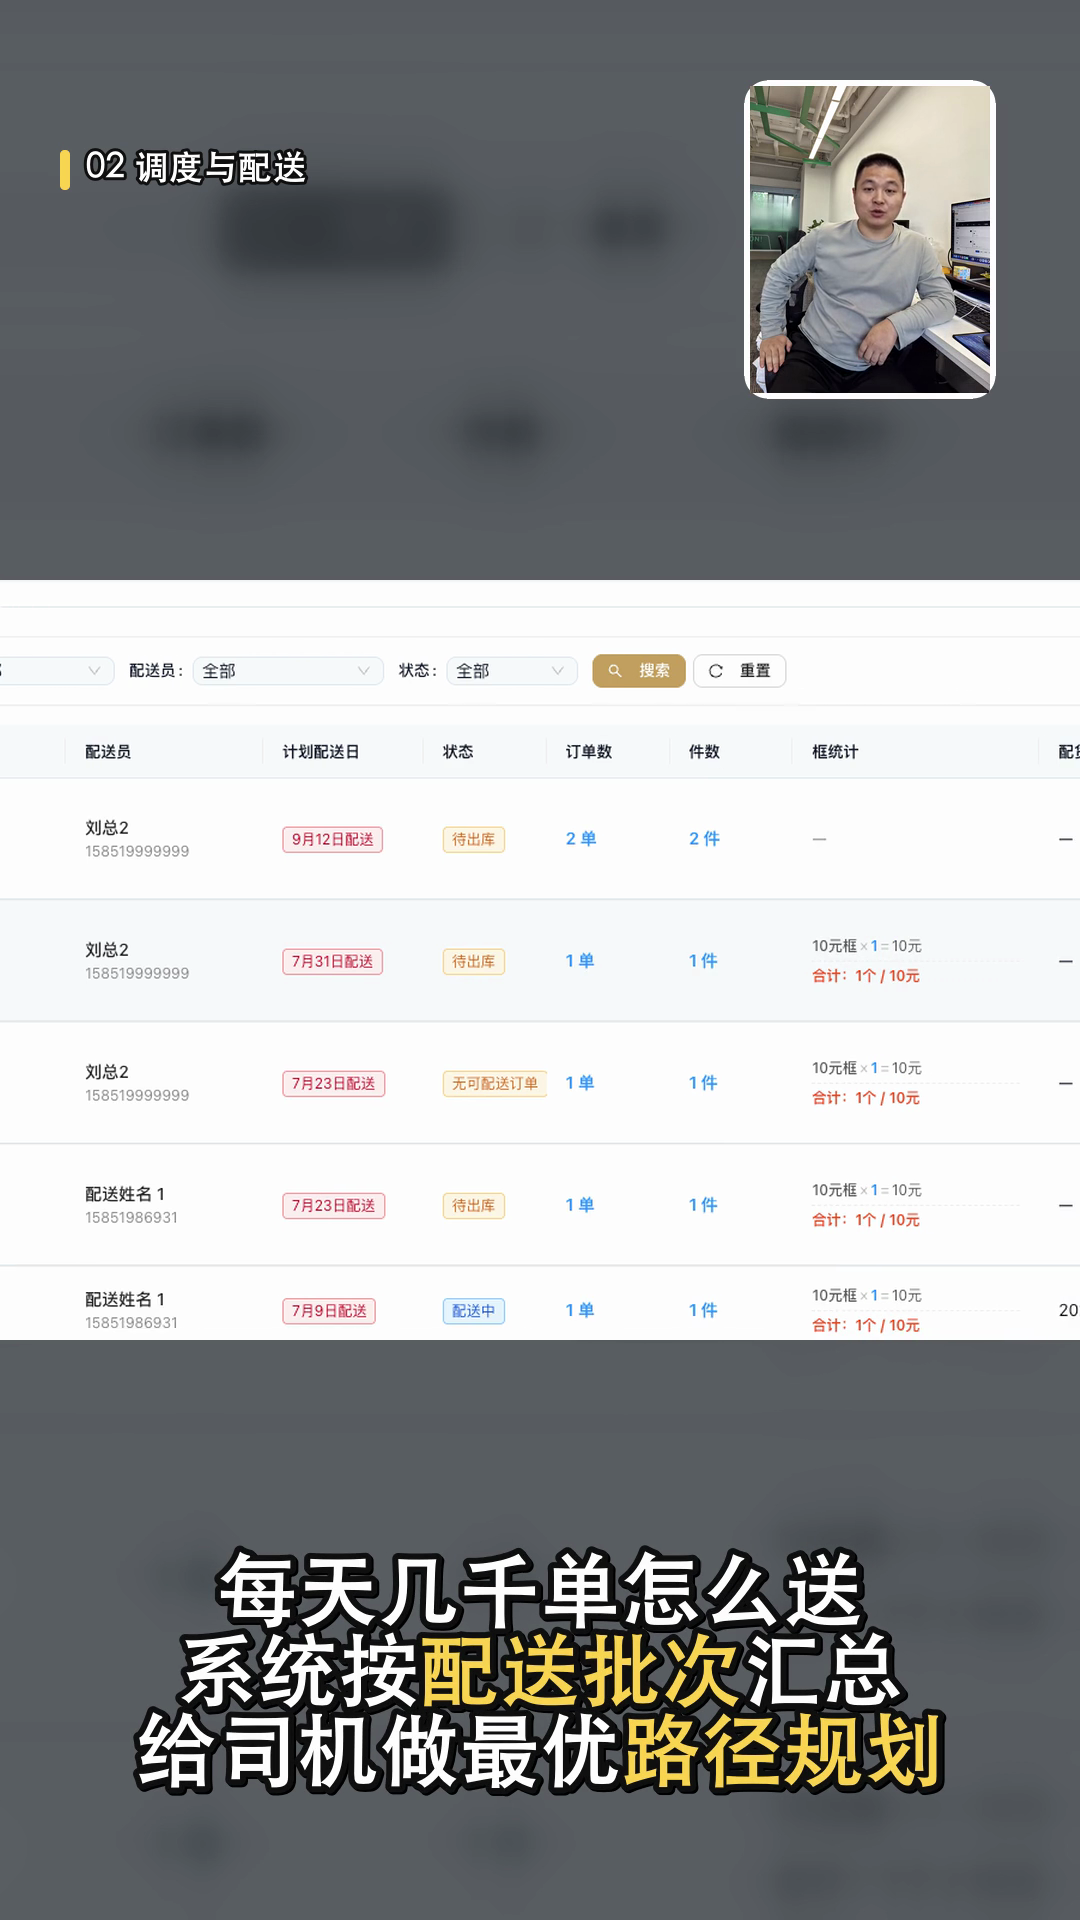 02 调度与配送
配送员： 全部 状态： 全部 搜索 重置
配送员 计划配送日 状态 订单数 件数 框统计
刘总2
158519999999
9月12日配送 待出库 2 单 2 件 —
刘总2
158519999999
7月31日配送 待出库 1 单 1 件
10元框 × 1 = 10元
合计：1个 / 10元
—
刘总2
158519999999
7月23日配送 无可配送订单 1 单 1 件
10元框 × 1 = 10元
合计：1个 / 10元
—
配送姓名 1
15851986931
7月23日配送 待出库 1 单 1 件
10元框 × 1 = 10元
合计：1个 / 10元
—
配送姓名 1
15851986931
7月9日配送 配送中 1 单 1 件
10元框 × 1 = 10元
合计：1个 / 10元
20
每天几千单怎么送
系统按配送批次汇总
给司机做最优路径规划